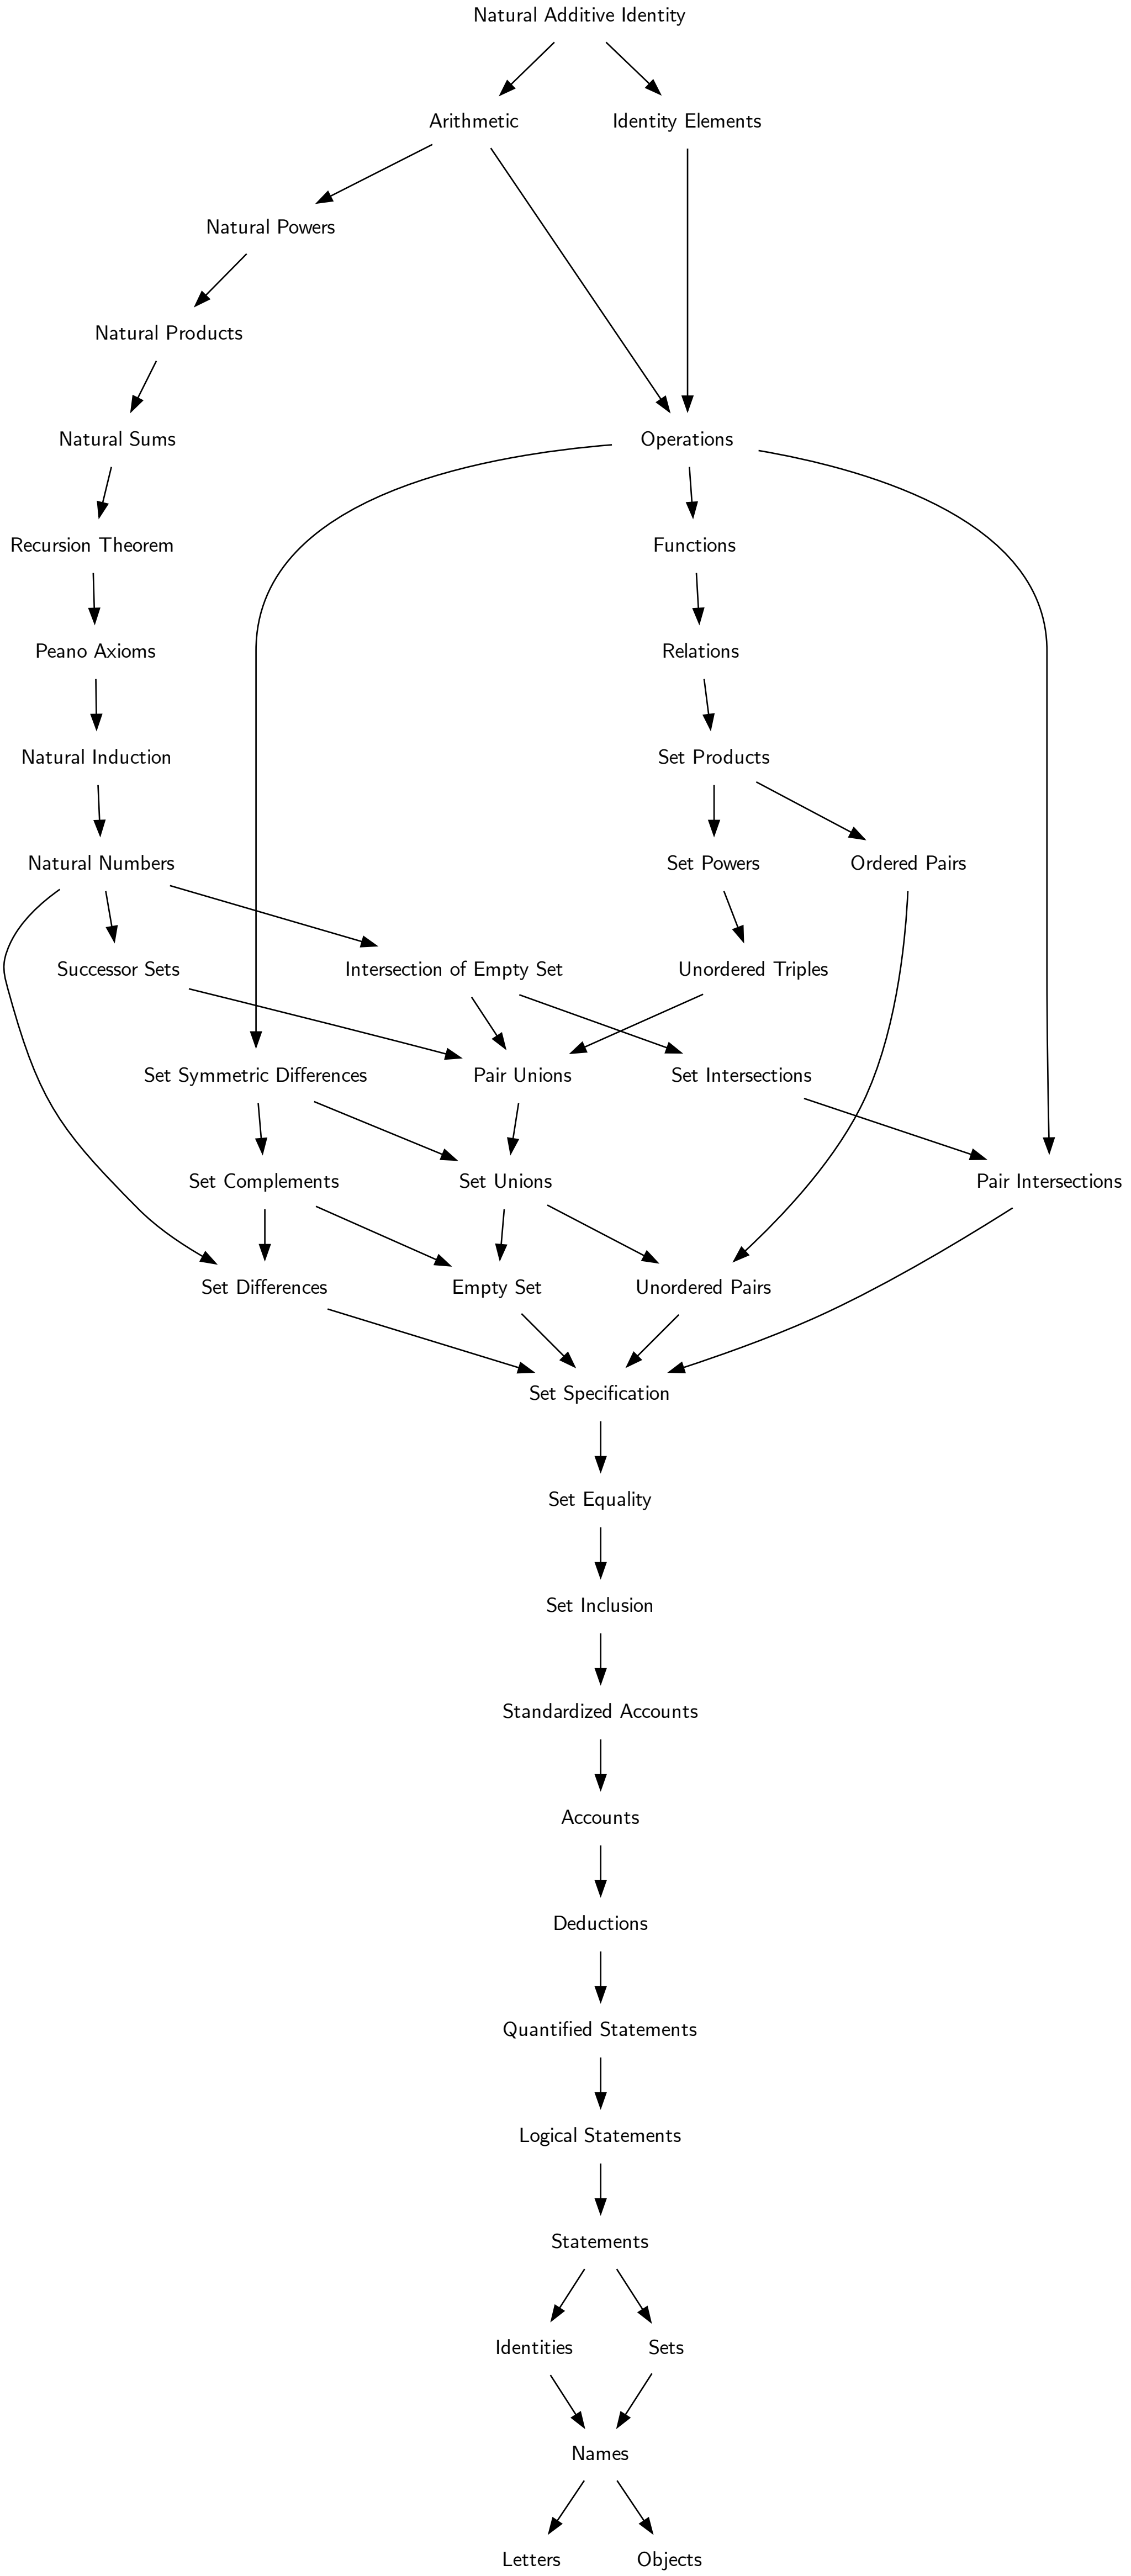 Natural Additive Identity
Arithmetic
Identity Elements
Natural Powers
Natural Products
Natural Sums
Operations
Recursion Theorem
Functions
Peano Axioms
Relations
Natural Induction
Set Products
Natural Numbers
Set Powers
Ordered Pairs
Successor Sets
Intersection of Empty Set
Unordered Triples
Set Symmetric Differences
Pair Unions
Set Intersections
Set Complements
Set Unions
Pair Intersections
Set Differences
Empty Set
Unordered Pairs
Set Specification
Set Equality
Set Inclusion
Standardized Accounts
Accounts
Deductions
Quantified Statements
Logical Statements
Statements
Identities
Sets
Names
Letters
Objects